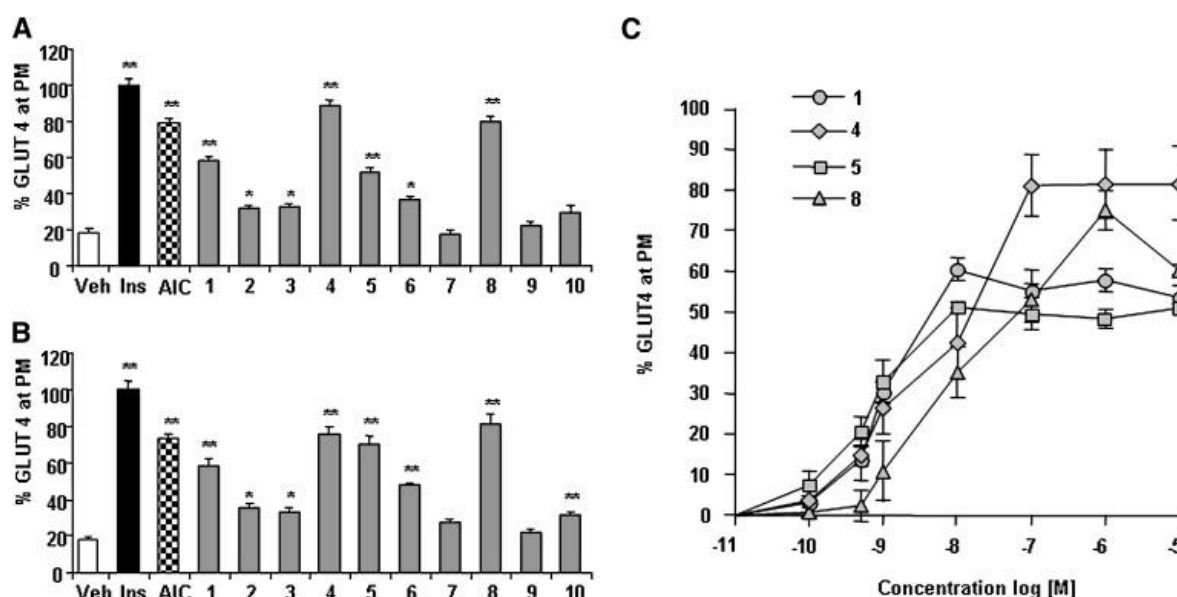 A
% GLUT 4 at PM
120
100
80
60
40
20
0
** ** ** * * ** ** * **
Veh Ins AIC 1 2 3 4 5 6 7 8 9 10
B
% GLUT 4 at PM
120
100
80
60
40
20
0
** ** ** * * ** ** ** ** **
Veh Ins AIC 1 2 3 4 5 6 7 8 9 10
C
% GLUT4 at PM
100
90
80
70
60
50
40
30
20
10
0
1
4
5
8
-11 -10 -9 -8 -7 -6 -5
Concentration log [M]